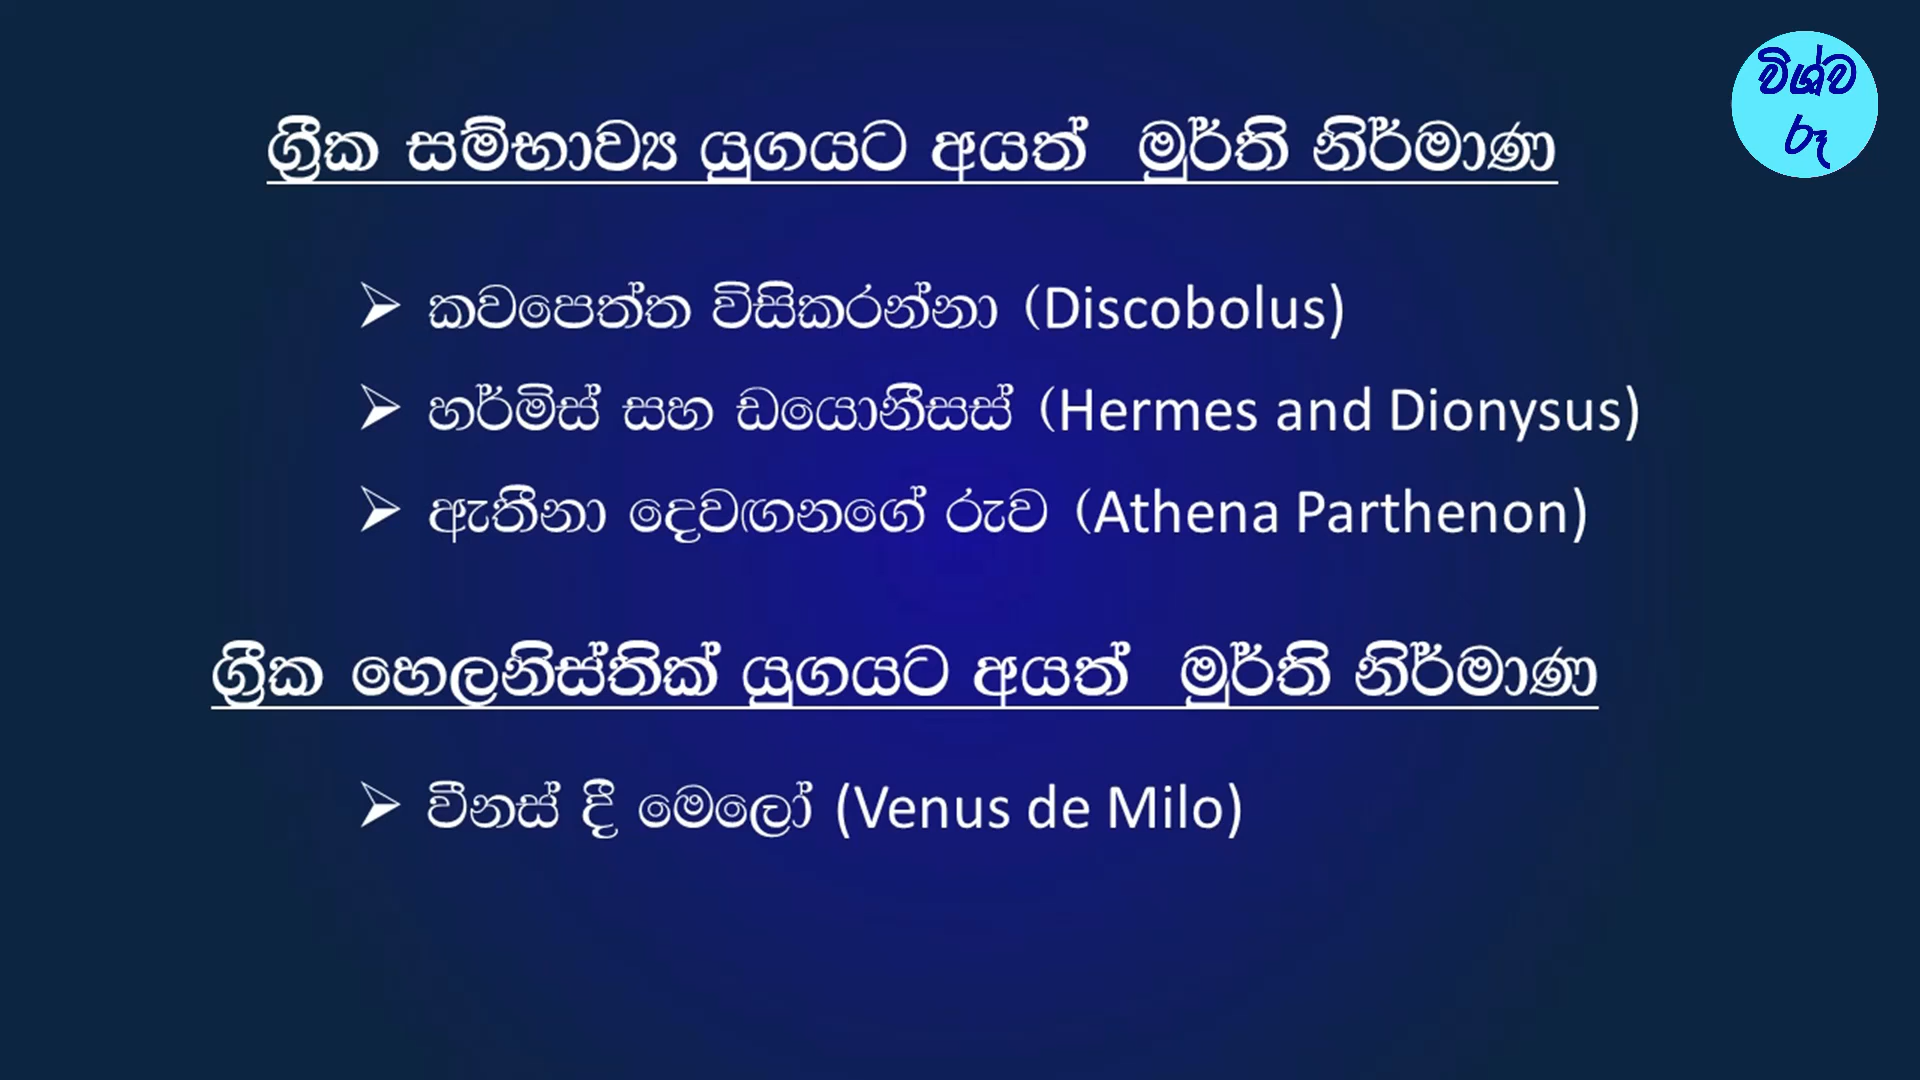 විශ්ව
රූ
ග්‍රීක සම්භාව්‍ය යුගයට අයත් මුර්ති නිර්මාණ
කවපෙත්ත විසිකරන්නා (Discobolus)
හර්මිස් සහ ඩයොනීසස් (Hermes and Dionysus)
ඇතීනා දෙවඟනගේ රුව (Athena Parthenon)
ග්‍රීක හෙලනිස්තික් යුගයට අයත් මුර්ති නිර්මාණ
වීනස් දී මෙලෝ (Venus de Milo)